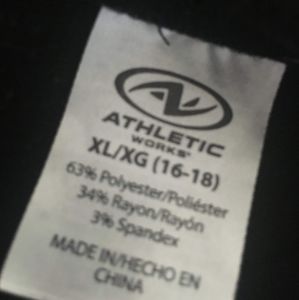 ATHLETIC
WORKS
XL/XG (16-18)
63% Polyester/Poliéster
34% Rayon/Rayón
3% Spandex
MADE IN/HECHO EN
CHINA